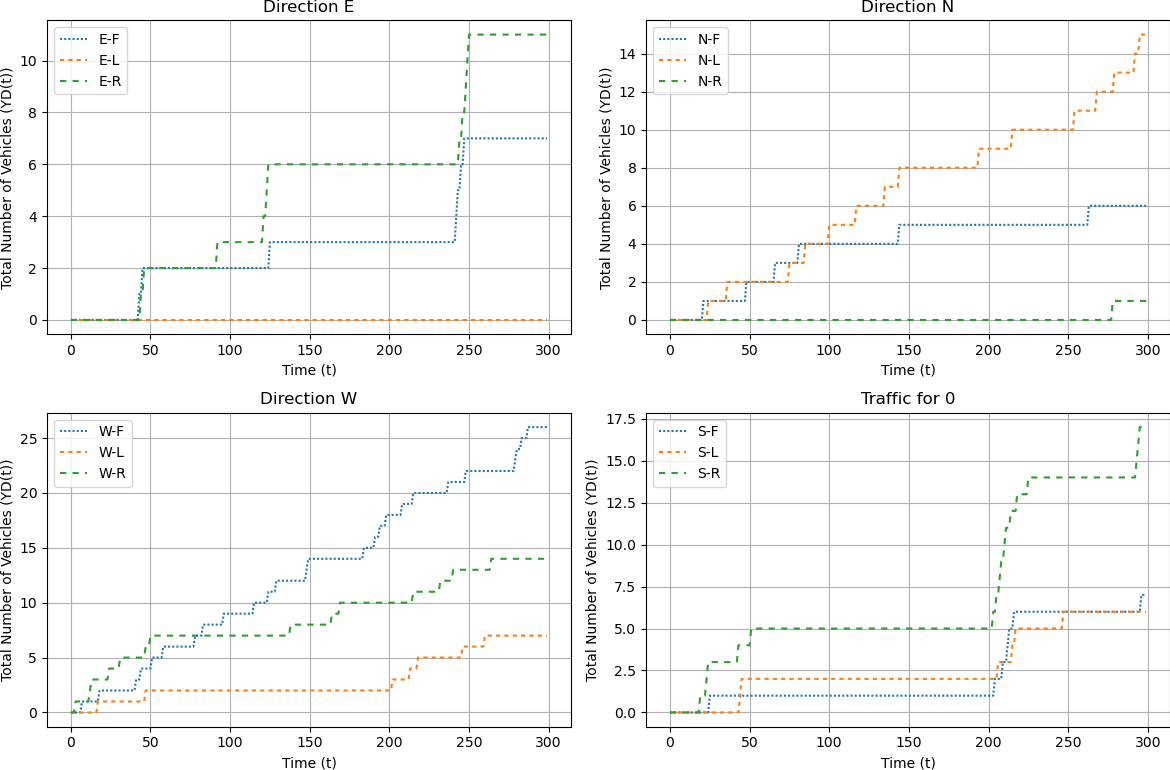 Direction E
Total Number of Vehicles (YD(t))
10
8
6
4
2
0
E-F
E-L
E-R
0 50 100 150 200 250 300
Time (t)
Direction N
Total Number of Vehicles (YD(t))
14
12
10
8
6
4
2
0
N-F
N-L
N-R
0 50 100 150 200 250 300
Time (t)
Direction W
Total Number of Vehicles (YD(t))
25
20
15
10
5
0
W-F
W-L
W-R
0 50 100 150 200 250 300
Time (t)
Traffic for 0
Total Number of Vehicles (YD(t))
17.5
15.0
12.5
10.0
7.5
5.0
2.5
0.0
S-F
S-L
S-R
0 50 100 150 200 250 300
Time (t)